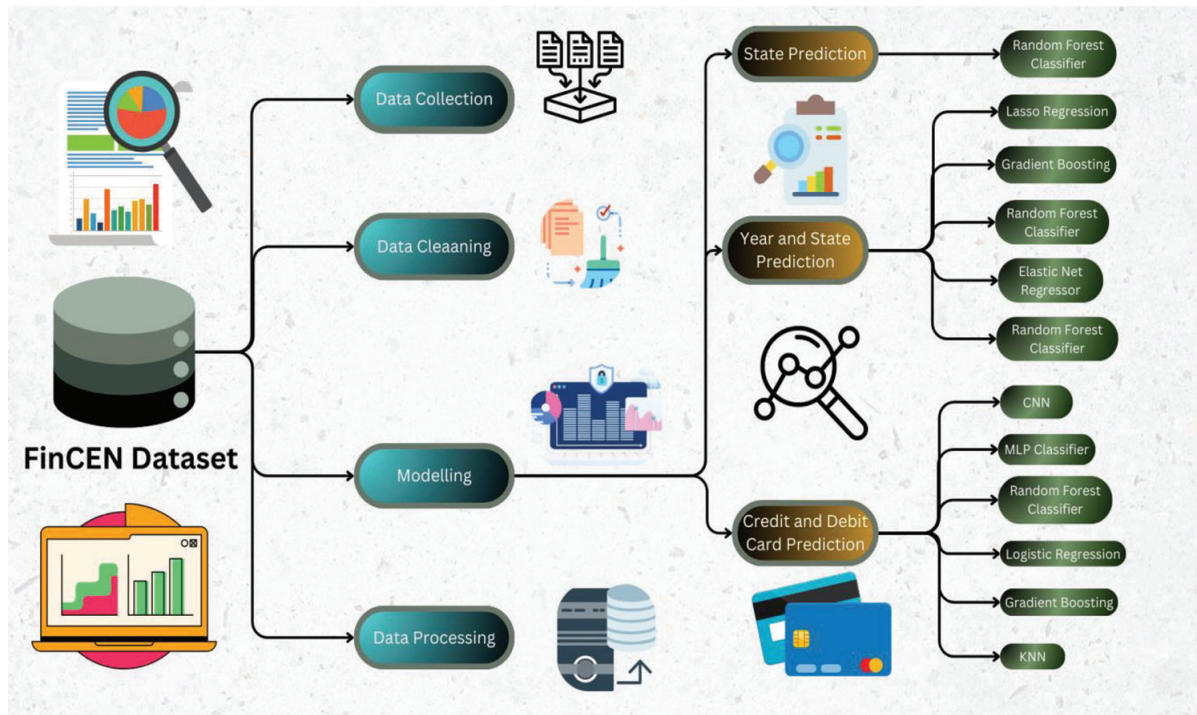 FinCEN Dataset
Data Collection
Data Cleaaning
Modelling
Data Processing
State Prediction
Year and State
Prediction
Credit and Debit
Card Prediction
Random Forest
Classifier
Lasso Regression
Gradient Boosting
Random Forest
Classifier
Elastic Net
Regressor
Random Forest
Classifier
CNN
MLP Classifier
Random Forest
Classifier
Logistic Regression
Gradient Boosting
KNN